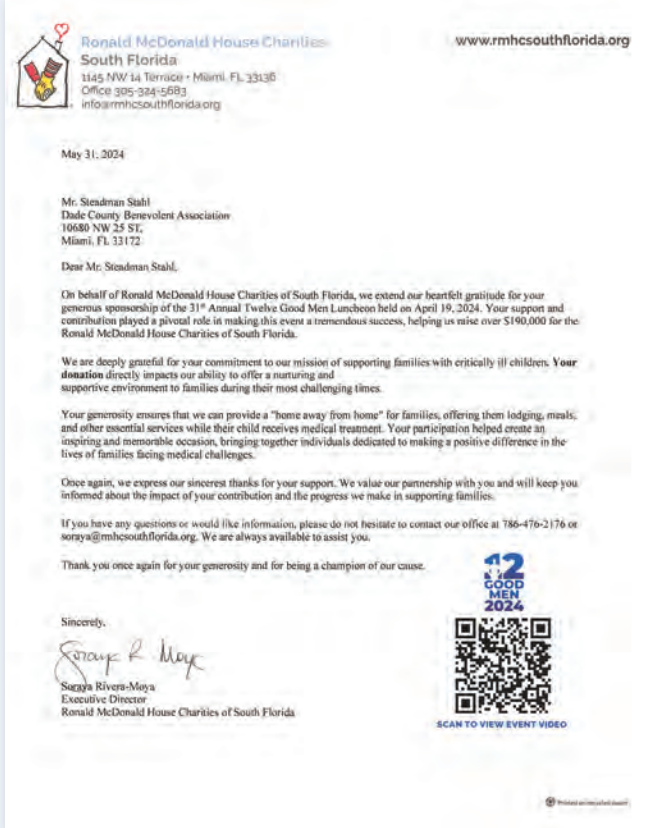 Ronald McDonald House Charities
www.rmhcsouthflorida.org
South Florida
1145 NW 14 Terrace • Miami, FL 33136
Office 305-324-5683
info@rmhcsouthflorida.org
May 31, 2024
Mr. Steadman Stahl
Dade County Benevolent Association
10680 NW 25 ST,
Miami, FL 33172
Dear Mr. Steadman Stahl,
On behalf of Ronald McDonald House Charities of South Florida, we extend our heartfelt gratitude for your
generous sponsorship of the 31st Annual Twelve Good Men Luncheon held on April 19, 2024. Your support and
contribution played a pivotal role in making this event a tremendous success, helping us raise over $190,000 for the
Ronald McDonald House Charities of South Florida.
We are deeply grateful for your commitment to our mission of supporting families with critically ill children. Your
donation directly impacts our ability to offer a nurturing and
supportive environment to families during their most challenging times.
Your generosity ensures that we can provide a "home away from home" for families, offering them lodging, meals,
and other essential services while their child receives medical treatment. Your participation helped create an
inspiring and memorable occasion, bringing together individuals dedicated to making a positive difference in the
lives of families facing medical challenges.
Once again, we express our sincerest thanks for your support. We value our partnership with you and will keep you
informed about the impact of your contribution and the progress we make in supporting families.
If you have any questions or would like information, please do not hesitate to contact our office at 786-476-2176 or
soraya@rmhcsouthflorida.org. We are always available to assist you.
Thank you once again for your generosity and for being a champion of our cause.
12
GOOD
MEN
2024
Sincerely,
Soraya R. Moya
Soraya Rivera-Moya
Executive Director
Ronald McDonald House Charities of South Florida
SCAN TO VIEW EVENT VIDEO
Printed on recycled paper